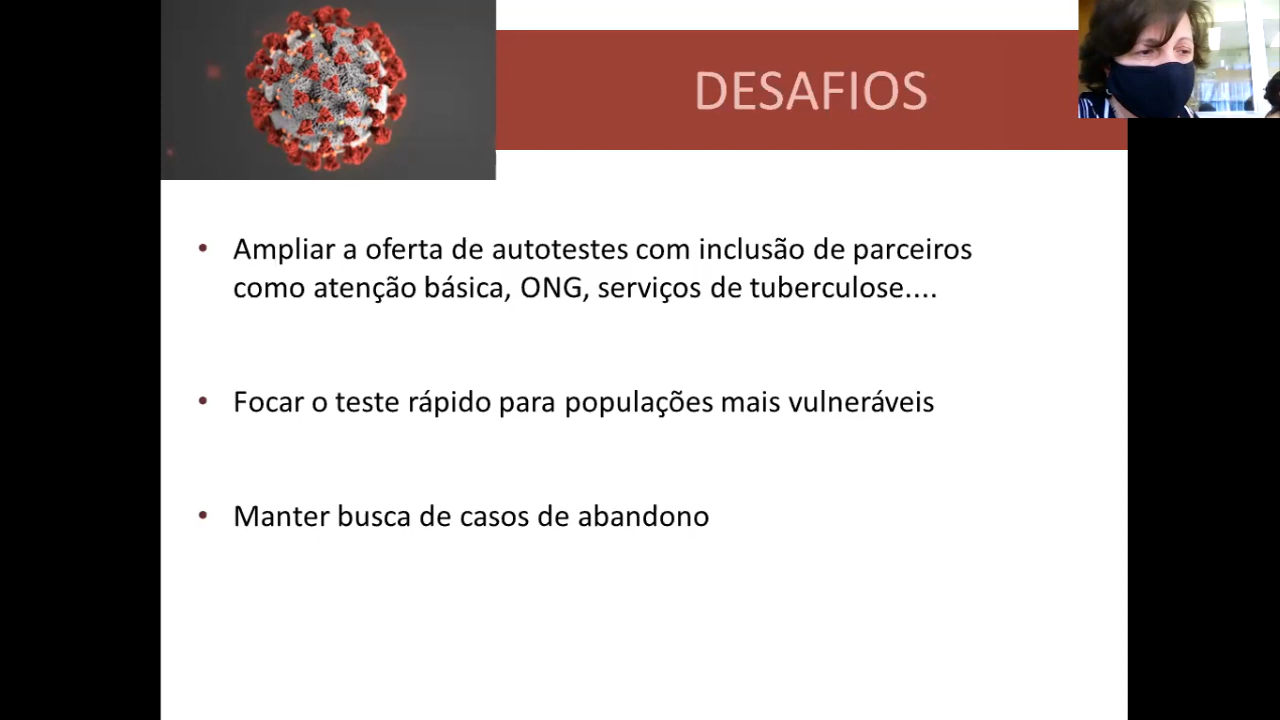 DESAFIOS
• Ampliar a oferta de autotestes com inclusão de parceiros
como atenção básica, ONG, serviços de tuberculose....
• Focar o teste rápido para populações mais vulneráveis
• Manter busca de casos de abandono